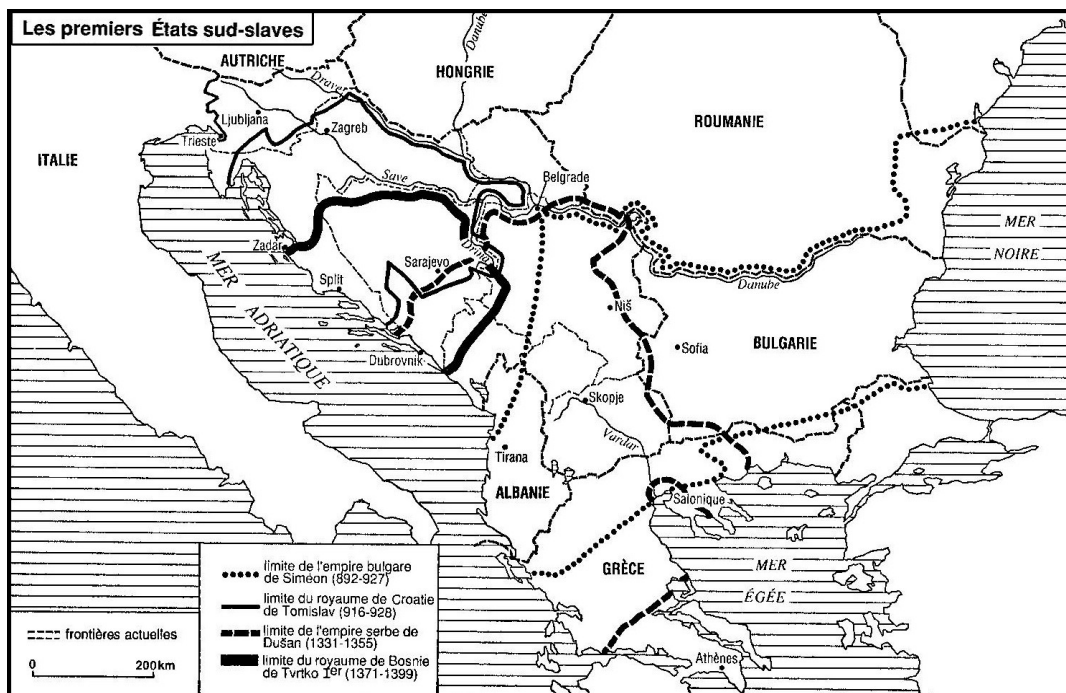 Les premiers États sud-slaves
AUTRICHE
HONGRIE
Danube
Drave
Ljubljana
Zagreb
Trieste
ROUMANIE
ITALIE
Save
Belgrade
MER
NOIRE
Zadar
Drina
Sarajevo
Split
MER
ADRIATIQUE
Danube
Niš
Sofia
BULGARIE
Dubrovnik
Skopje
Vardar
Tirana
ALBANIE
Salonique
GRÈCE
MER
ÉGÉE
Athènes
limite de l'empire bulgare
de Siméon (892-927)
limite du royaume de Croatie
de Tomislav (916-928)
limite de l'empire serbe de
Dušan (1331-1355)
limite du royaume de Bosnie
de Tvrtko 1er (1371-1399)
frontières actuelles
0 200km